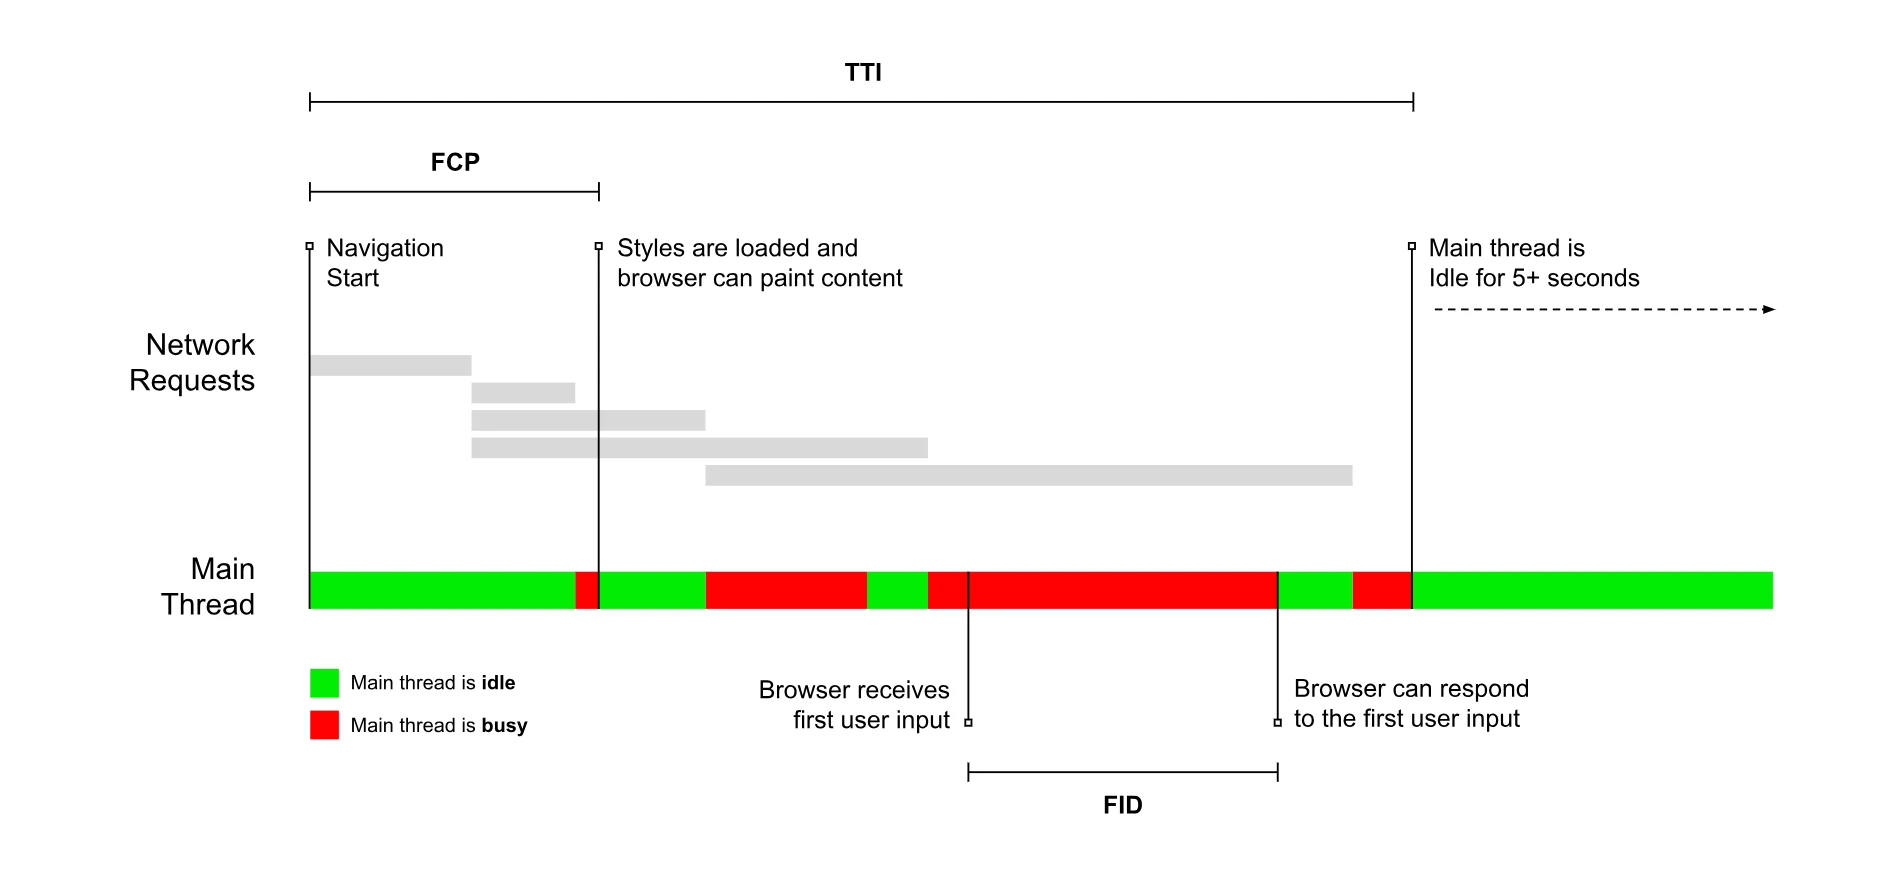 TTI
FCP
Navigation
Start
Styles are loaded and
browser can paint content
Main thread is
Idle for 5+ seconds
Network
Requests
Main
Thread
Main thread is idle
Main thread is busy
Browser receives
first user input
Browser can respond
to the first user input
FID